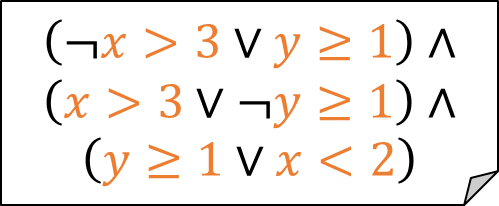 (¬x > 3 ∨ y ≥ 1) ∧
(x > 3 ∨ ¬y ≥ 1) ∧
(y ≥ 1 ∨ x < 2)